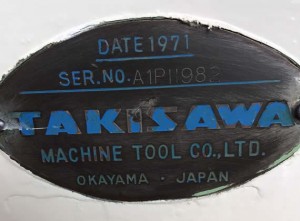 DATE 1971
SER.NO. A1P11982
TAKISAWA
MACHINE TOOL CO.,LTD.
OKAYAMA · JAPAN